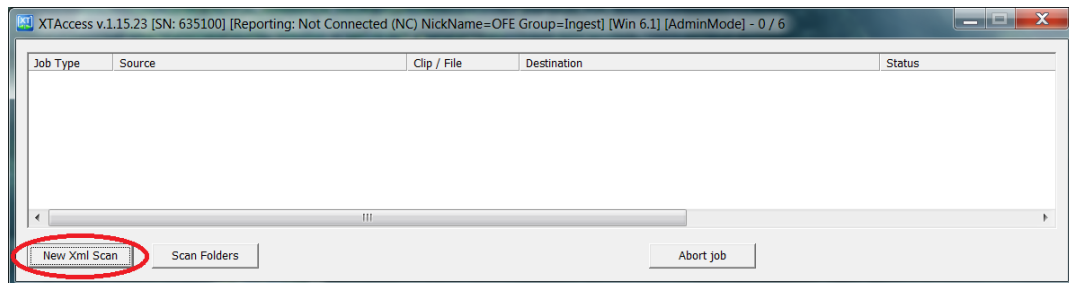 XTAccess v.1.15.23 [SN: 635100] [Reporting: Not Connected (NC) NickName=OFE Group=Ingest] [Win 6.1] [AdminMode] - 0 / 6
Job Type Source Clip / File Destination Status
New Xml Scan Scan Folders Abort job